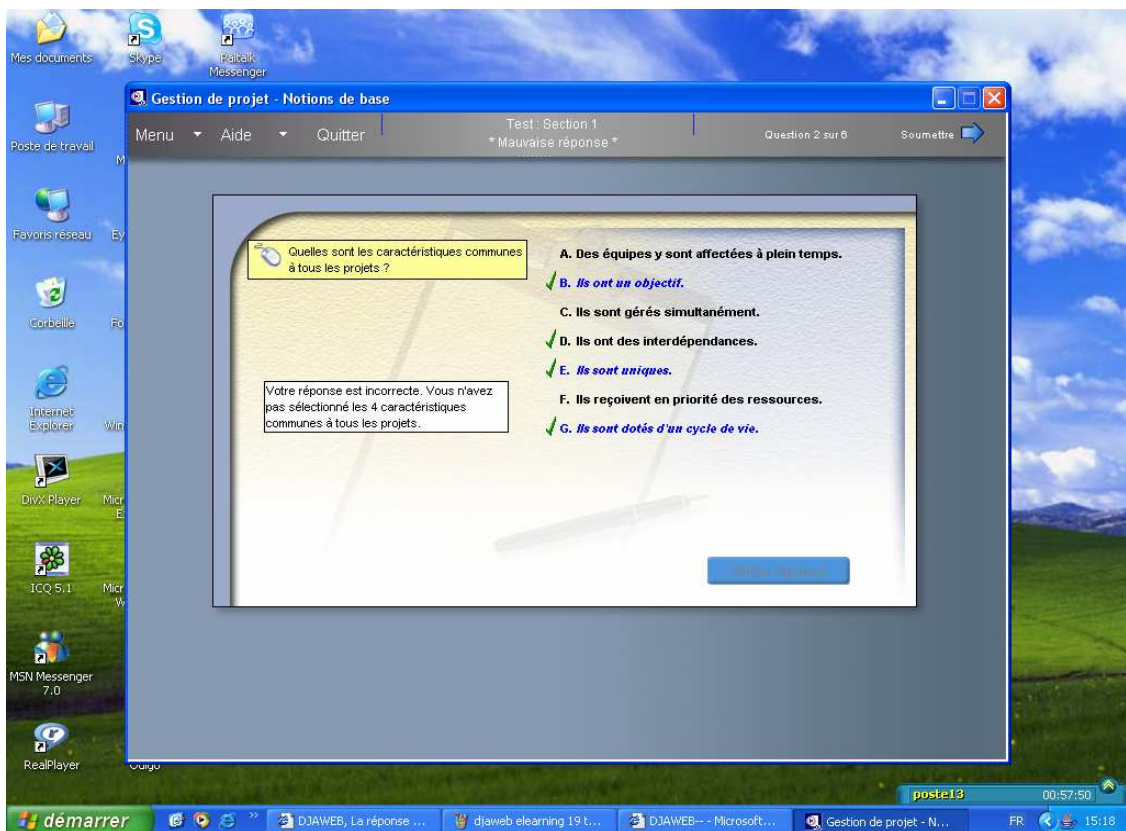 Mes documents
Skype
Paltalk
Messenger
Gestion de projet - Notions de base
Menu
Aide
Quitter
Test : Section 1
* Mauvaise réponse *
Question 2 sur 6
Soumettre
Poste de travail
M
Quelles sont les caractéristiques communes
à tous les projets ?
A. Des équipes y sont affectées à plein temps.
B. Ils ont un objectif.
C. Ils sont gérés simultanément.
D. Ils ont des interdépendances.
E. Ils sont uniques.
F. Ils reçoivent en priorité des ressources.
G. Ils sont dotés d'un cycle de vie.
Votre réponse est incorrecte. Vous n'avez
pas sélectionné les 4 caractéristiques
communes à tous les projets.
Favoris réseau
Ey
Corbeille
Fo
Internet
Explorer
Win
DivX Player
Micr
E
ICQ 5.1
Micr
W
MSN Messenger
7.0
RealPlayer
poste13
00:57:50
démarrer
DJAWEB, La réponse ...
djaweb elearning 19 t...
DJAWEB-- - Microsoft...
Gestion de projet - N...
FR
15:18